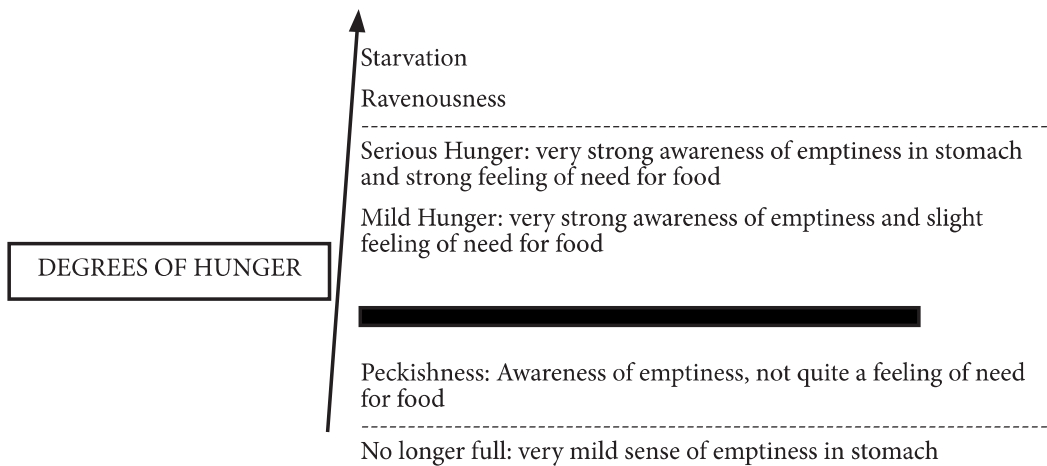 Starvation
Ravenousness
Serious Hunger: very strong awareness of emptiness in stomach
and strong feeling of need for food
Mild Hunger: very strong awareness of emptiness and slight
feeling of need for food
DEGREES OF HUNGER
Peckishness: Awareness of emptiness, not quite a feeling of need
for food
No longer full: very mild sense of emptiness in stomach